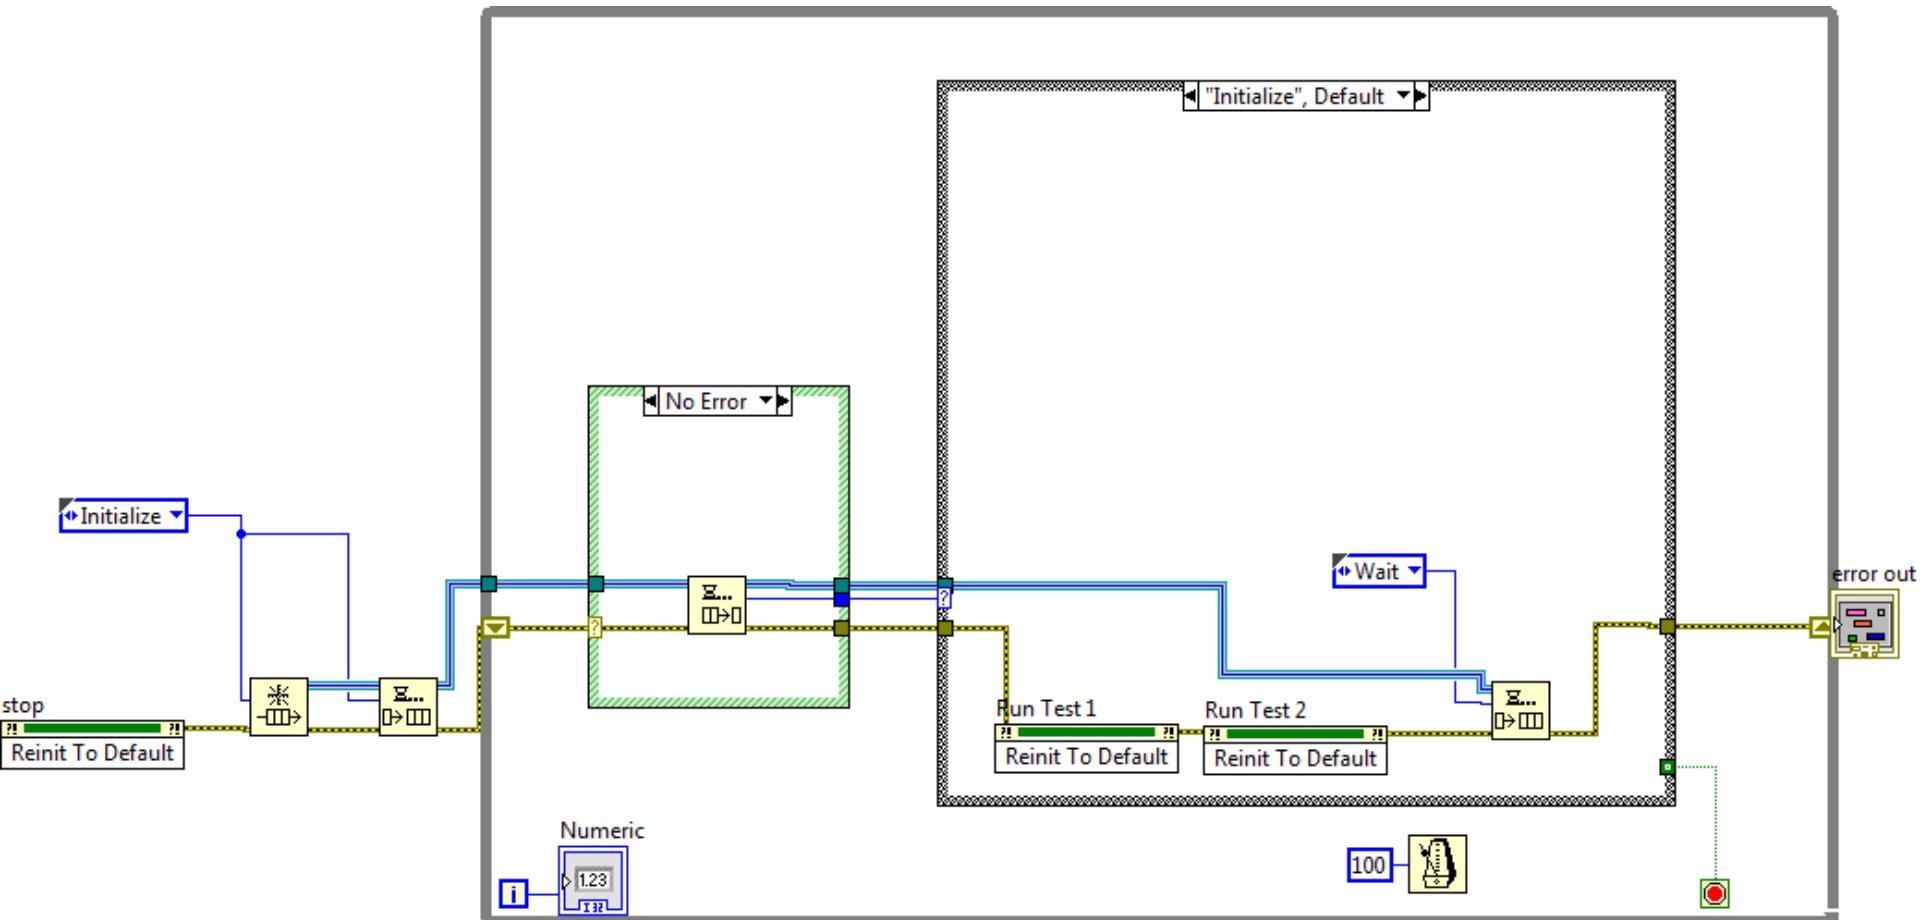 "Initialize", Default
No Error
Initialize
Wait
error out
?
?
stop
Reinit To Default
Run Test 1
Reinit To Default
Run Test 2
Reinit To Default
Numeric
1.23
I32
i
100